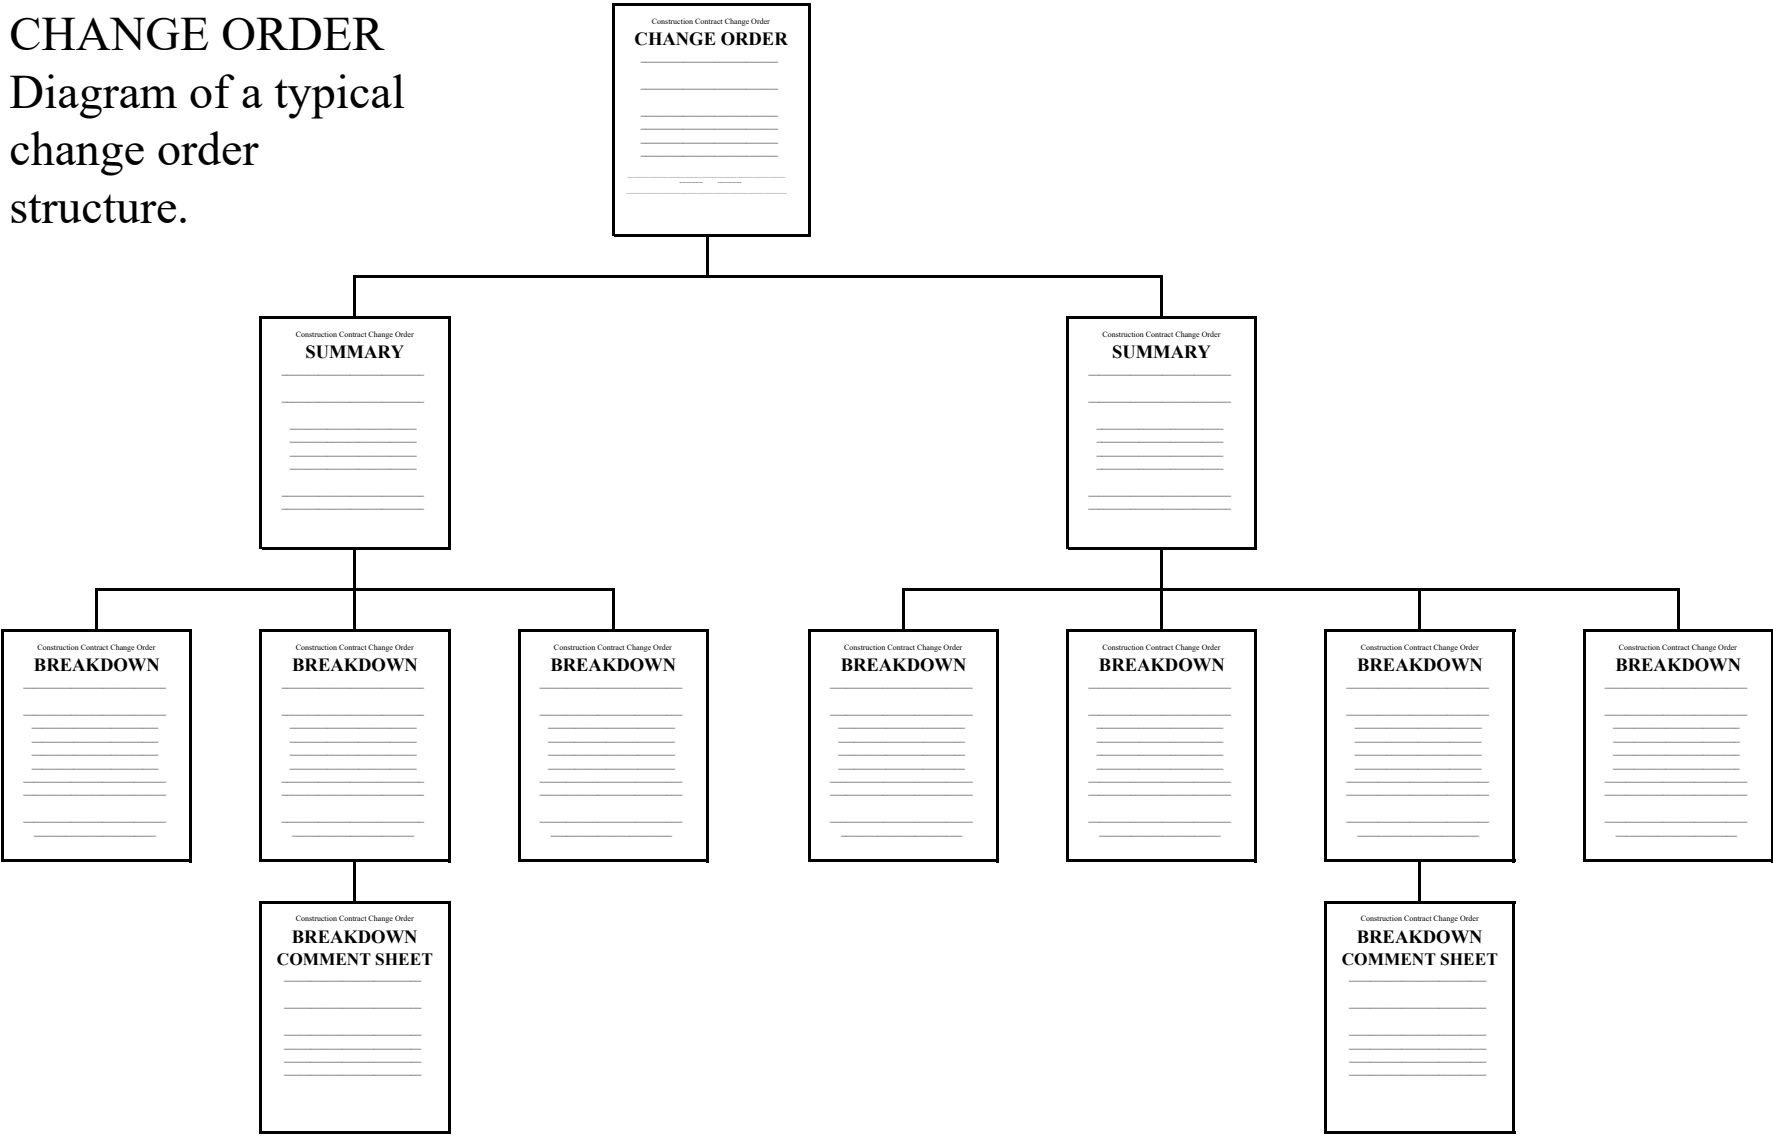 CHANGE ORDER
Diagram of a typical
change order
structure.
Construction Contract Change Order
CHANGE ORDER
Construction Contract Change Order
SUMMARY
Construction Contract Change Order
SUMMARY
Construction Contract Change Order
BREAKDOWN
Construction Contract Change Order
BREAKDOWN
Construction Contract Change Order
BREAKDOWN
Construction Contract Change Order
BREAKDOWN
Construction Contract Change Order
BREAKDOWN
Construction Contract Change Order
BREAKDOWN
Construction Contract Change Order
BREAKDOWN
Construction Contract Change Order
BREAKDOWN
COMMENT SHEET
Construction Contract Change Order
BREAKDOWN
COMMENT SHEET